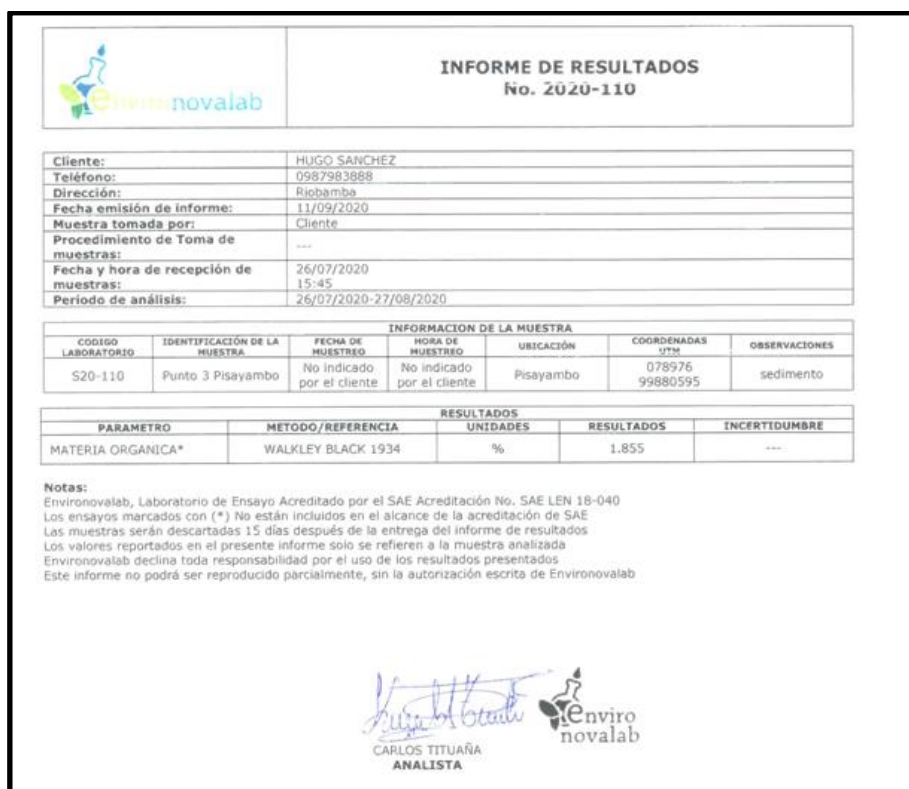 environovalab
INFORME DE RESULTADOS
No. 2020-110
Cliente: HUGO SANCHEZ
Teléfono: 0987983888
Dirección: Riobamba
Fecha emisión de informe: 11/09/2020
Muestra tomada por: Cliente
Procedimiento de Toma de muestras: ---
Fecha y hora de recepción de muestras: 26/07/2020 15:45
Periodo de análisis: 26/07/2020-27/08/2020
INFORMACION DE LA MUESTRA
CODIGO LABORATORIO IDENTIFICACIÓN DE LA MUESTRA FECHA DE MUESTREO HORA DE MUESTREO UBICACIÓN COORDENADAS UTM OBSERVACIONES
S20-110 Punto 3 Pisayambo No indicado por el cliente No indicado por el cliente Pisayambo 078976 99880595 sedimento
RESULTADOS
PARAMETRO METODO/REFERENCIA UNIDADES RESULTADOS INCERTIDUMBRE
MATERIA ORGANICA* WALKLEY BLACK 1934 % 1.855 ---
Notas:
Environovalab, Laboratorio de Ensayo Acreditado por el SAE Acreditación No. SAE LEN 18-040
Los ensayos marcados con (*) No están incluidos en el alcance de la acreditación de SAE
Las muestras serán descartadas 15 días después de la entrega del informe de resultados
Los valores reportados en el presente informe solo se refieren a la muestra analizada
Environovalab declina toda responsabilidad por el uso de los resultados presentados
Este informe no podrá ser reproducido parcialmente, sin la autorización escrita de Environovalab
enviro
novalab
CARLOS TITUAÑA
ANALISTA